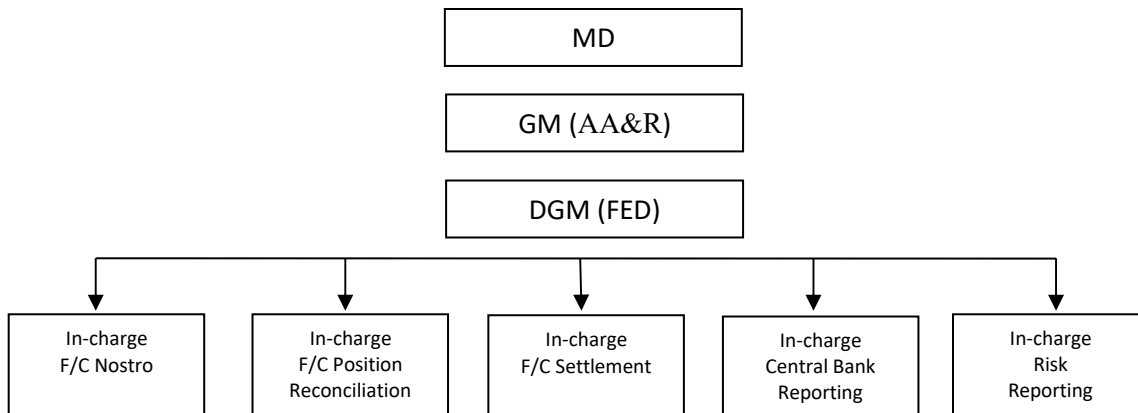 MD
GM (AA&R)
DGM (FED)
In-charge
F/C Nostro
In-charge
F/C Position
Reconciliation
In-charge
F/C Settlement
In-charge
Central Bank
Reporting
In-charge
Risk
Reporting